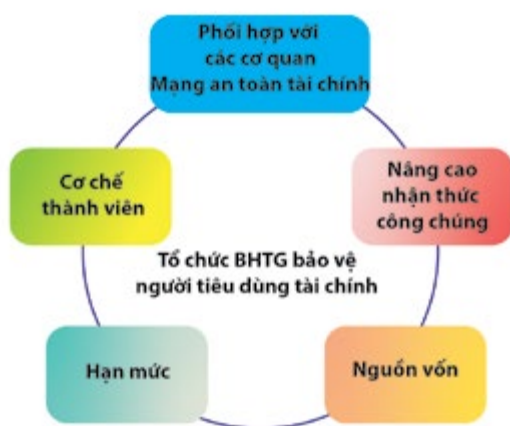 Phối hợp với
các cơ quan
Mạng an toàn tài chính
Cơ chế
thành viên
Nâng cao
nhận thức
công chúng
Tổ chức BHTG bảo vệ
người tiêu dùng tài chính
Hạn mức
Nguồn vốn